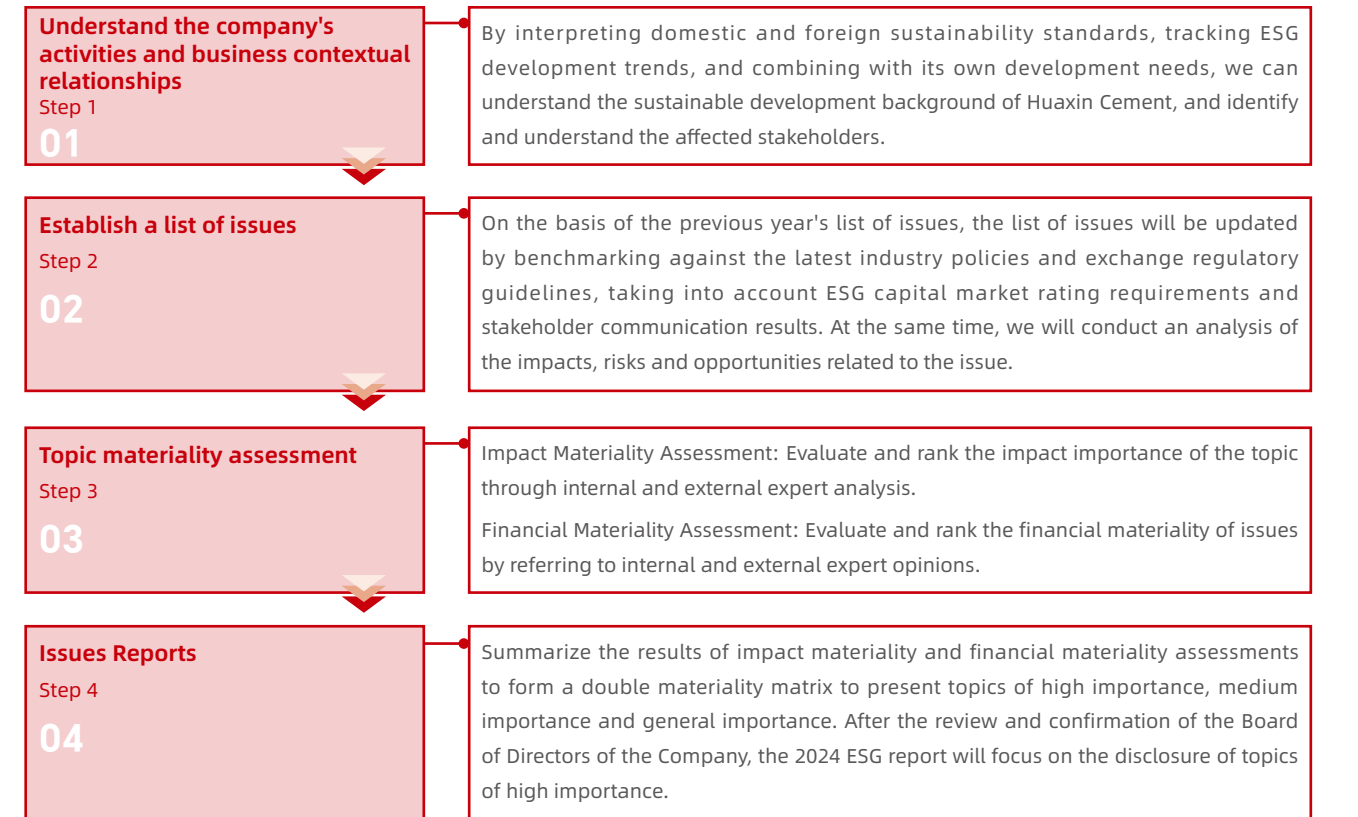 Understand the company's
activities and business contextual
relationships
Step 1
01
By interpreting domestic and foreign sustainability standards, tracking ESG
development trends, and combining with its own development needs, we can
understand the sustainable development background of Huaxin Cement, and identify
and understand the affected stakeholders.
Establish a list of issues
Step 2
02
On the basis of the previous year's list of issues, the list of issues will be updated
by benchmarking against the latest industry policies and exchange regulatory
guidelines, taking into account ESG capital market rating requirements and
stakeholder communication results. At the same time, we will conduct an analysis of
the impacts, risks and opportunities related to the issue.
Topic materiality assessment
Step 3
03
Impact Materiality Assessment: Evaluate and rank the impact importance of the topic
through internal and external expert analysis.
Financial Materiality Assessment: Evaluate and rank the financial materiality of issues
by referring to internal and external expert opinions.
Issues Reports
Step 4
04
Summarize the results of impact materiality and financial materiality assessments
to form a double materiality matrix to present topics of high importance, medium
importance and general importance. After the review and confirmation of the Board
of Directors of the Company, the 2024 ESG report will focus on the disclosure of topics
of high importance.